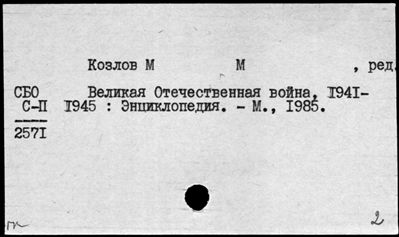 Козлов М М , ред.
СБО Великая Отечественная война, 1941-
С-П 1945 : Энциклопедия. - М., 1985.
2571
2